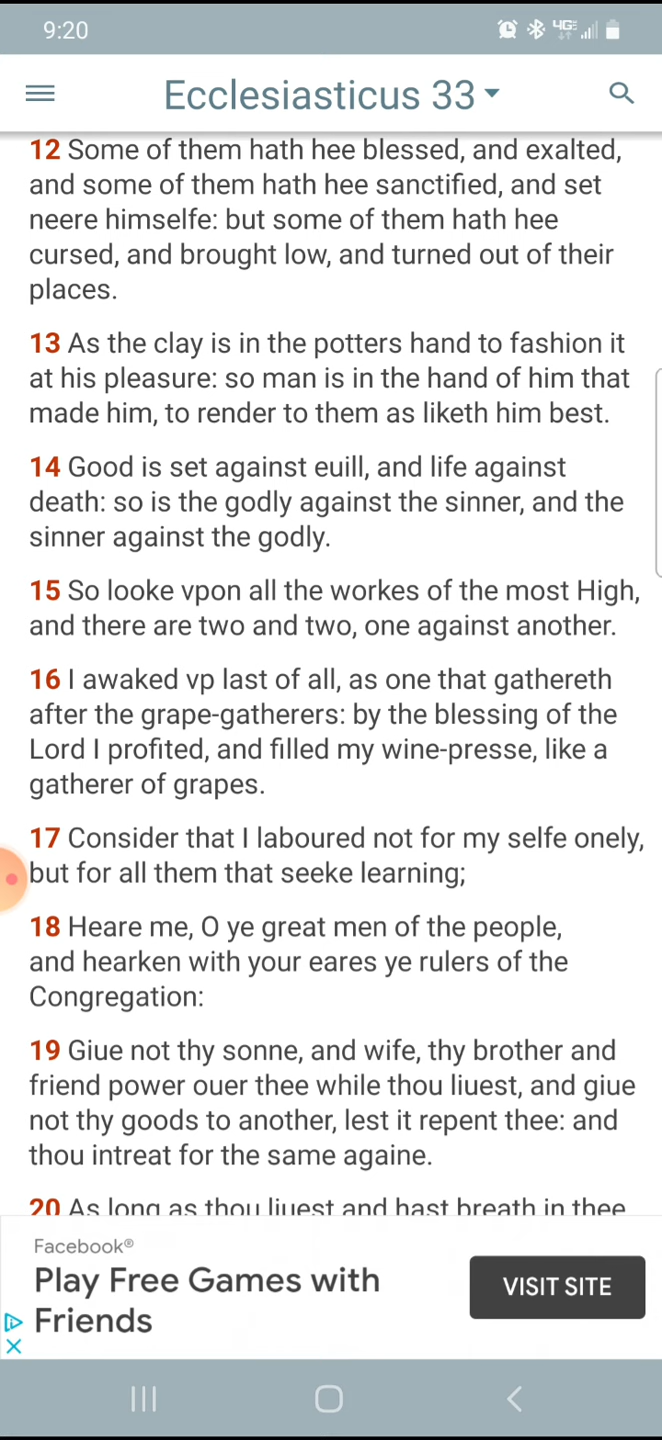 9:20
4GE
Ecclesiasticus 33
12 Some of them hath hee blessed, and exalted,
and some of them hath hee sanctified, and set
neere himselfe: but some of them hath hee
cursed, and brought low, and turned out of their
places.
13 As the clay is in the potters hand to fashion it
at his pleasure: so man is in the hand of him that
made him, to render to them as liketh him best.
14 Good is set against euill, and life against
death: so is the godly against the sinner, and the
sinner against the godly.
15 So looke vpon all the workes of the most High,
and there are two and two, one against another.
16 I awaked vp last of all, as one that gathereth
after the grape-gatherers: by the blessing of the
Lord I profited, and filled my wine-presse, like a
gatherer of grapes.
17 Consider that I laboured not for my selfe onely,
but for all them that seeke learning;
18 Heare me, O ye great men of the people,
and hearken with your eares ye rulers of the
Congregation:
19 Giue not thy sonne, and wife, thy brother and
friend power ouer thee while thou liuest, and giue
not thy goods to another, lest it repent thee: and
thou intreat for the same againe.
20 As long as thou liuest and hast breath in thee
Facebook®
Play Free Games with
Friends
VISIT SITE